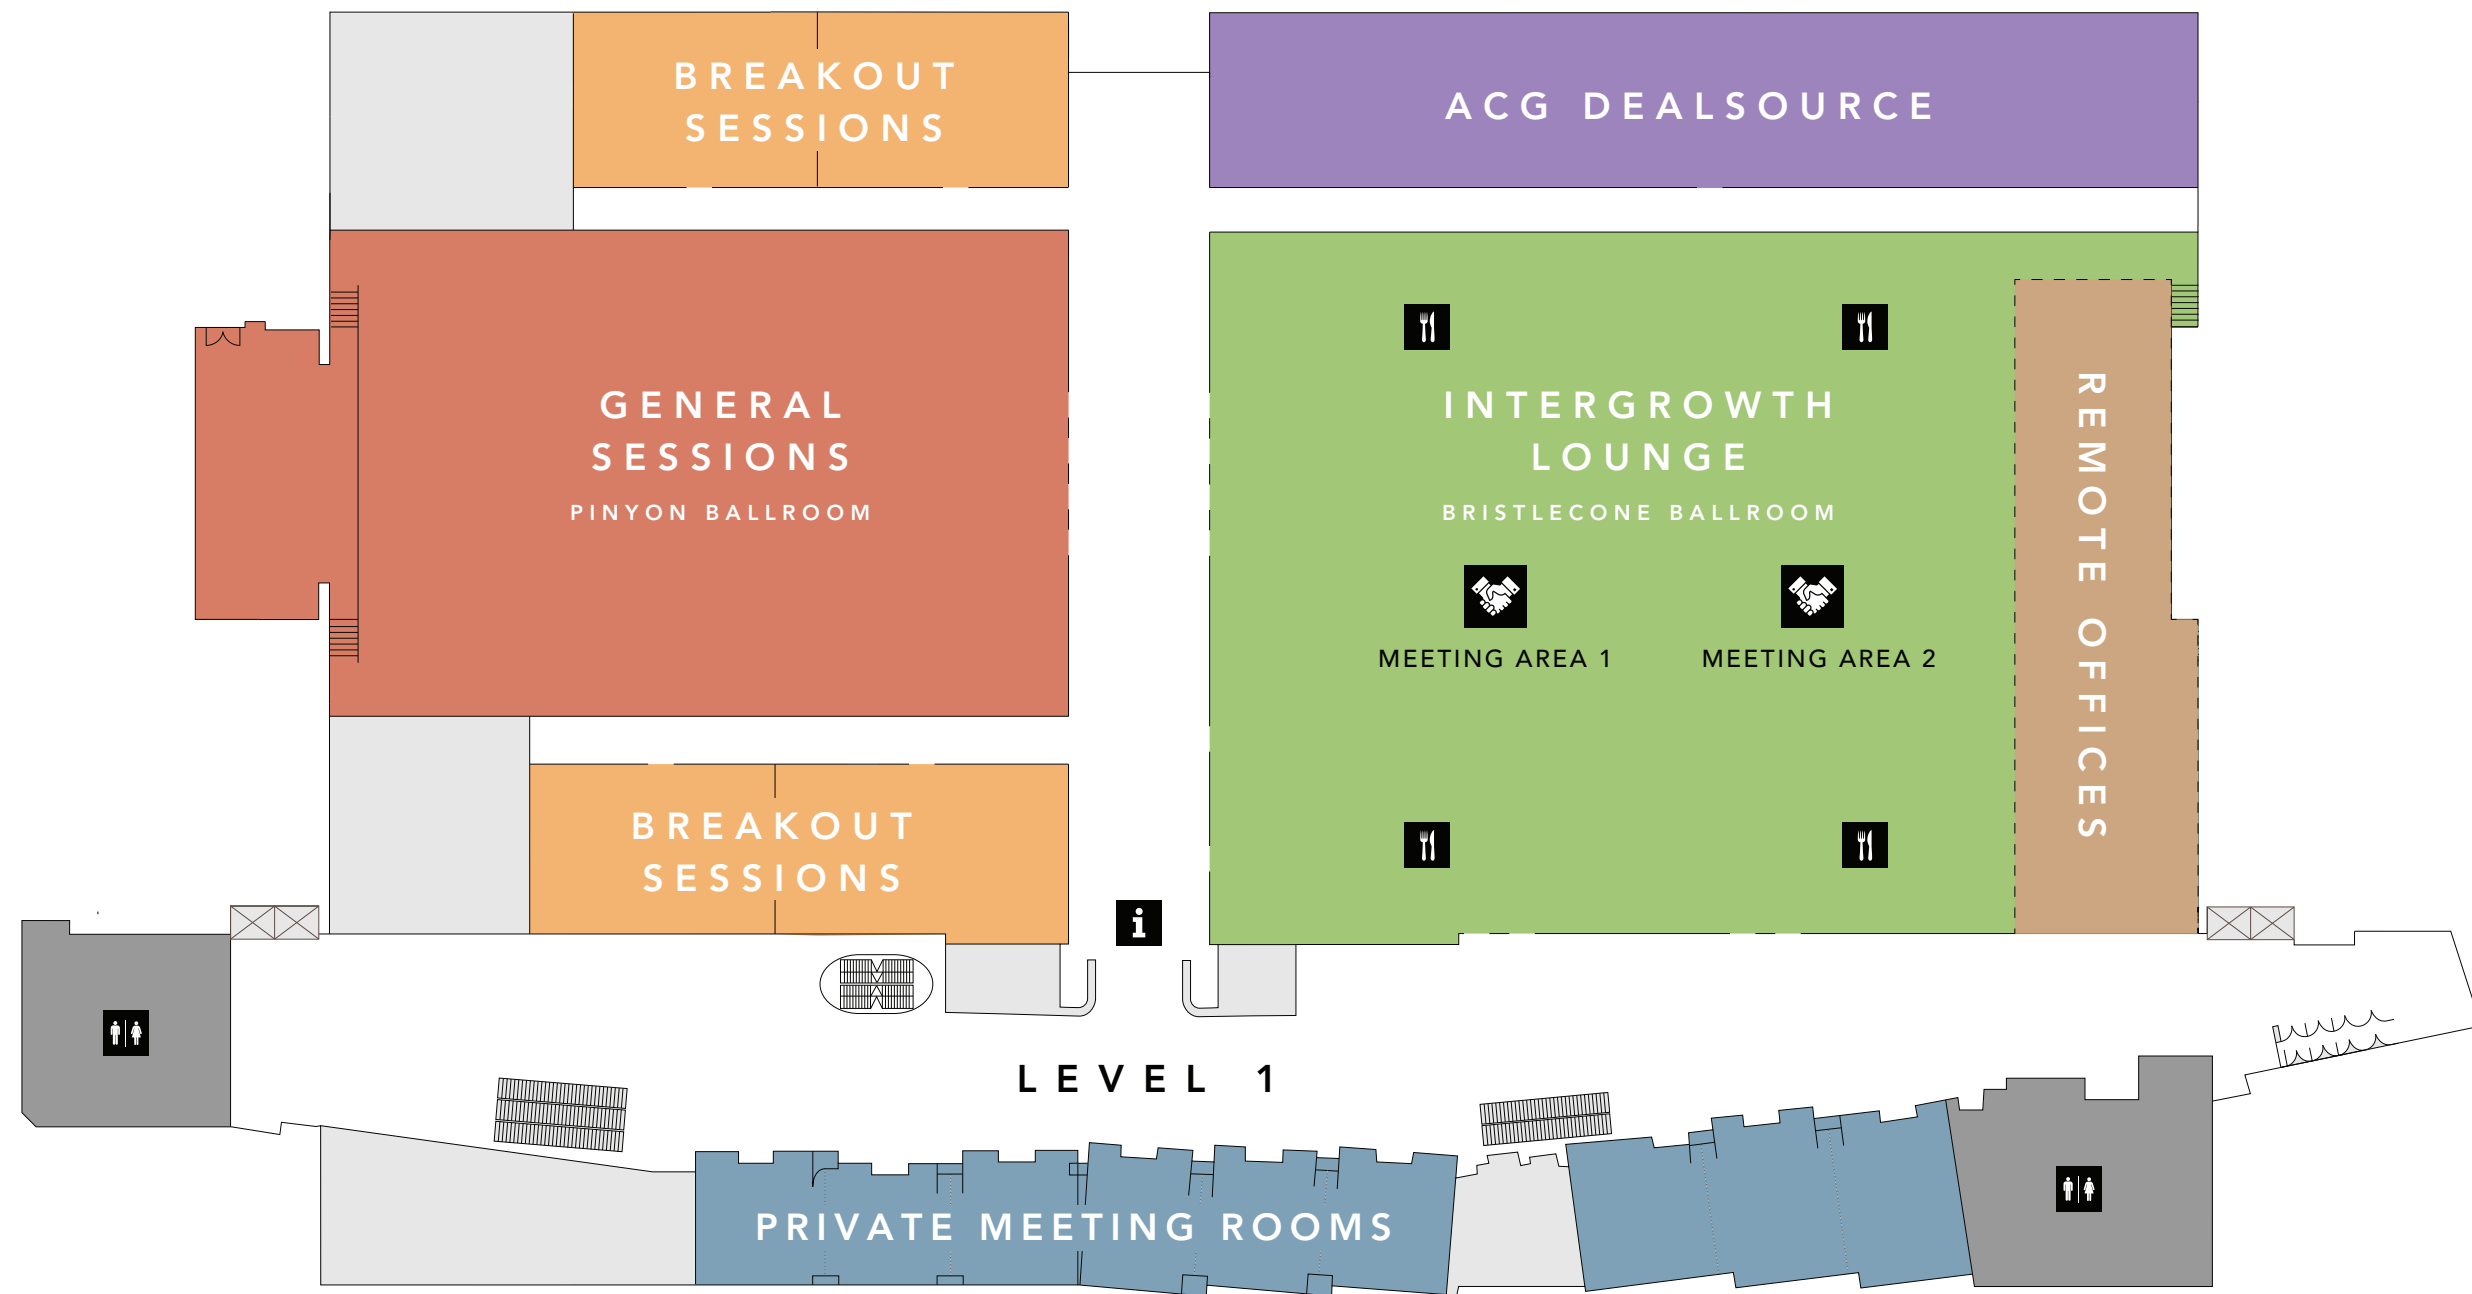 BREAKOUT
SESSIONS
ACG DEALSOURCE
GENERAL
SESSIONS
PINYON BALLROOM
INTERGROWTH
LOUNGE
BRISTLECONE BALLROOM
MEETING AREA 1
MEETING AREA 2
REMOTE OFFICES
BREAKOUT
SESSIONS
i
LEVEL 1
PRIVATE MEETING ROOMS